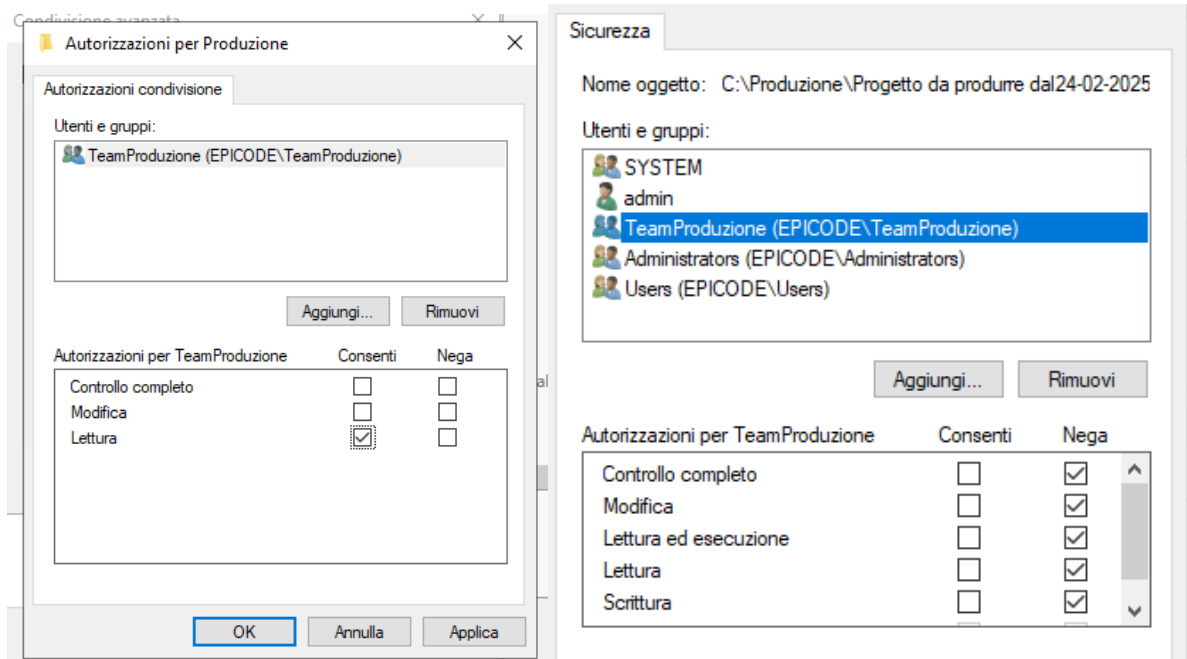 Condivisione avanzata
Autorizzazioni per Produzione
Autorizzazioni condivisione
Utenti e gruppi:
TeamProduzione (EPICODE\TeamProduzione)
Aggiungi...
Rimuovi
Autorizzazioni per TeamProduzione Consenti Nega
Controllo completo
Modifica
Lettura
OK
Annulla
Applica
Sicurezza
Nome oggetto: C:\Produzione\Progetto da produrre dal24-02-2025
Utenti e gruppi:
SYSTEM
admin
TeamProduzione (EPICODE\TeamProduzione)
Administrators (EPICODE\Administrators)
Users (EPICODE\Users)
Aggiungi...
Rimuovi
Autorizzazioni per TeamProduzione Consenti Nega
Controllo completo
Modifica
Lettura ed esecuzione
Lettura
Scrittura